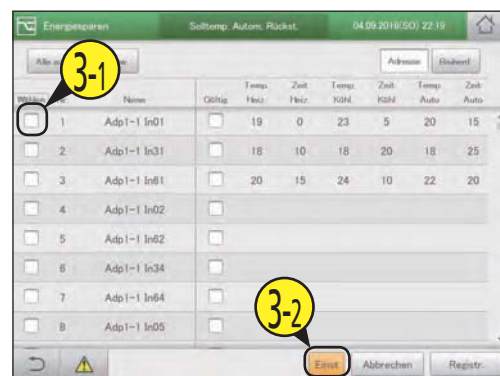 Energiesparen Solltemp. Autom. Rückst. 04.09.2016(SO) 22:19
Adresse
3-1
Temp. Zeit Temp. Zeit Temp. Zeit
Name Gültig Heiz. Heiz. Kühl Kühl Auto Auto
1 Adp1-1 In01 19 0 23 5 20 15
2 Adp1-1 In31 18 10 18 20 18 25
3 Adp1-1 In61 20 15 24 10 22 20
4 Adp1-1 In02
5 Adp1-1 In62
6 Adp1-1 In34
7 Adp1-1 In64
8 Adp1-1 In05
3-2
Einst Abbrechen Registr.